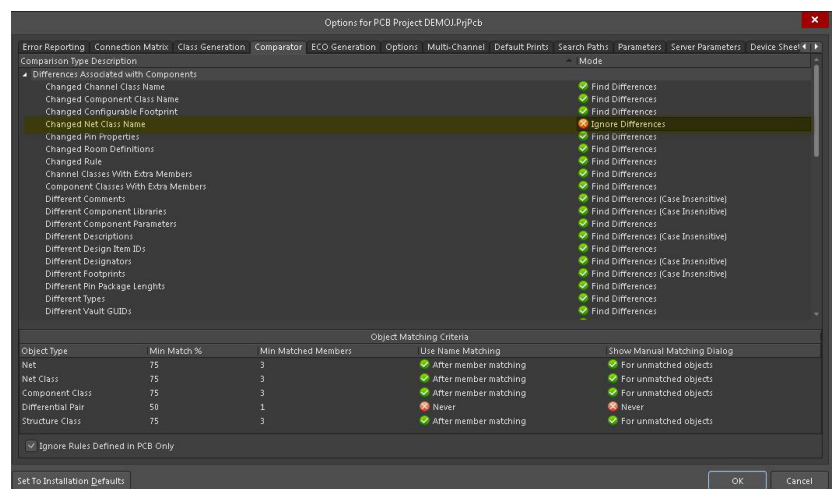 Options for PCB Project DEMOJ.PrjPcb
Error Reporting Connection Matrix Class Generation Comparator ECO Generation Options Multi-Channel Default Prints Search Paths Parameters Server Parameters Device Sheet
Comparison Type Description Mode
Differences Associated with Components
Changed Channel Class Name Find Differences
Changed Component Class Name Find Differences
Changed Configurable Footprint Find Differences
Changed Net Class Name Ignore Differences
Changed Pin Properties Find Differences
Changed Room Definitions Find Differences
Changed Rule Find Differences
Channel Classes With Extra Members Find Differences
Component Classes With Extra Members Find Differences
Different Comments Find Differences (Case Insensitive)
Different Component Libraries Find Differences (Case Insensitive)
Different Component Parameters Find Differences
Different Descriptions Find Differences (Case Insensitive)
Different Design Item IDs Find Differences
Different Designators Find Differences (Case Insensitive)
Different Footprints Find Differences (Case Insensitive)
Different Pin Package Lenghts Find Differences
Different Types Find Differences
Different Vault GUIDs Find Differences
Object Matching Criteria
Object Type Min Match % Min Matched Members Use Name Matching Show Manual Matching Dialog
Net 75 3 After member matching For unmatched objects
Net Class 75 3 After member matching For unmatched objects
Component Class 75 3 After member matching For unmatched objects
Differential Pair 50 1 Never Never
Structure Class 75 3 After member matching For unmatched objects
Ignore Rules Defined in PCB Only
Set To Installation Defaults OK Cancel